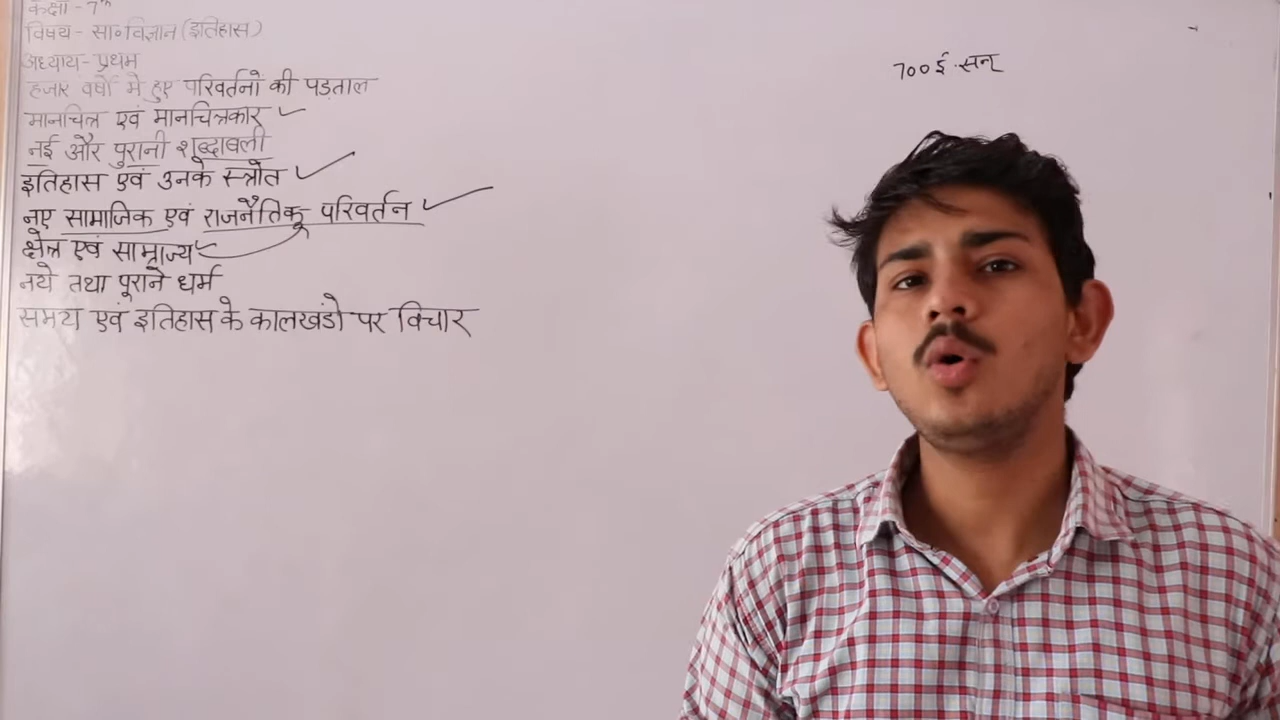 कक्षा - 7th
विषय - सा॰ विज्ञान (इतिहास)
अध्याय - प्रथम
हजार वर्षों में हुए परिवर्तनों की पड़ताल
मानचित्र एवं मानचित्रकार
नई और पुरानी शब्दावली
इतिहास एवं उनके स्त्रोत
नए सामाजिक एवं राजनैतिक परिवर्तन
क्षेत्र एवं साम्राज्य
नये तथा पूराने धर्म
समय एवं इतिहास के कालखंडो पर विचार
700 ई. सन्